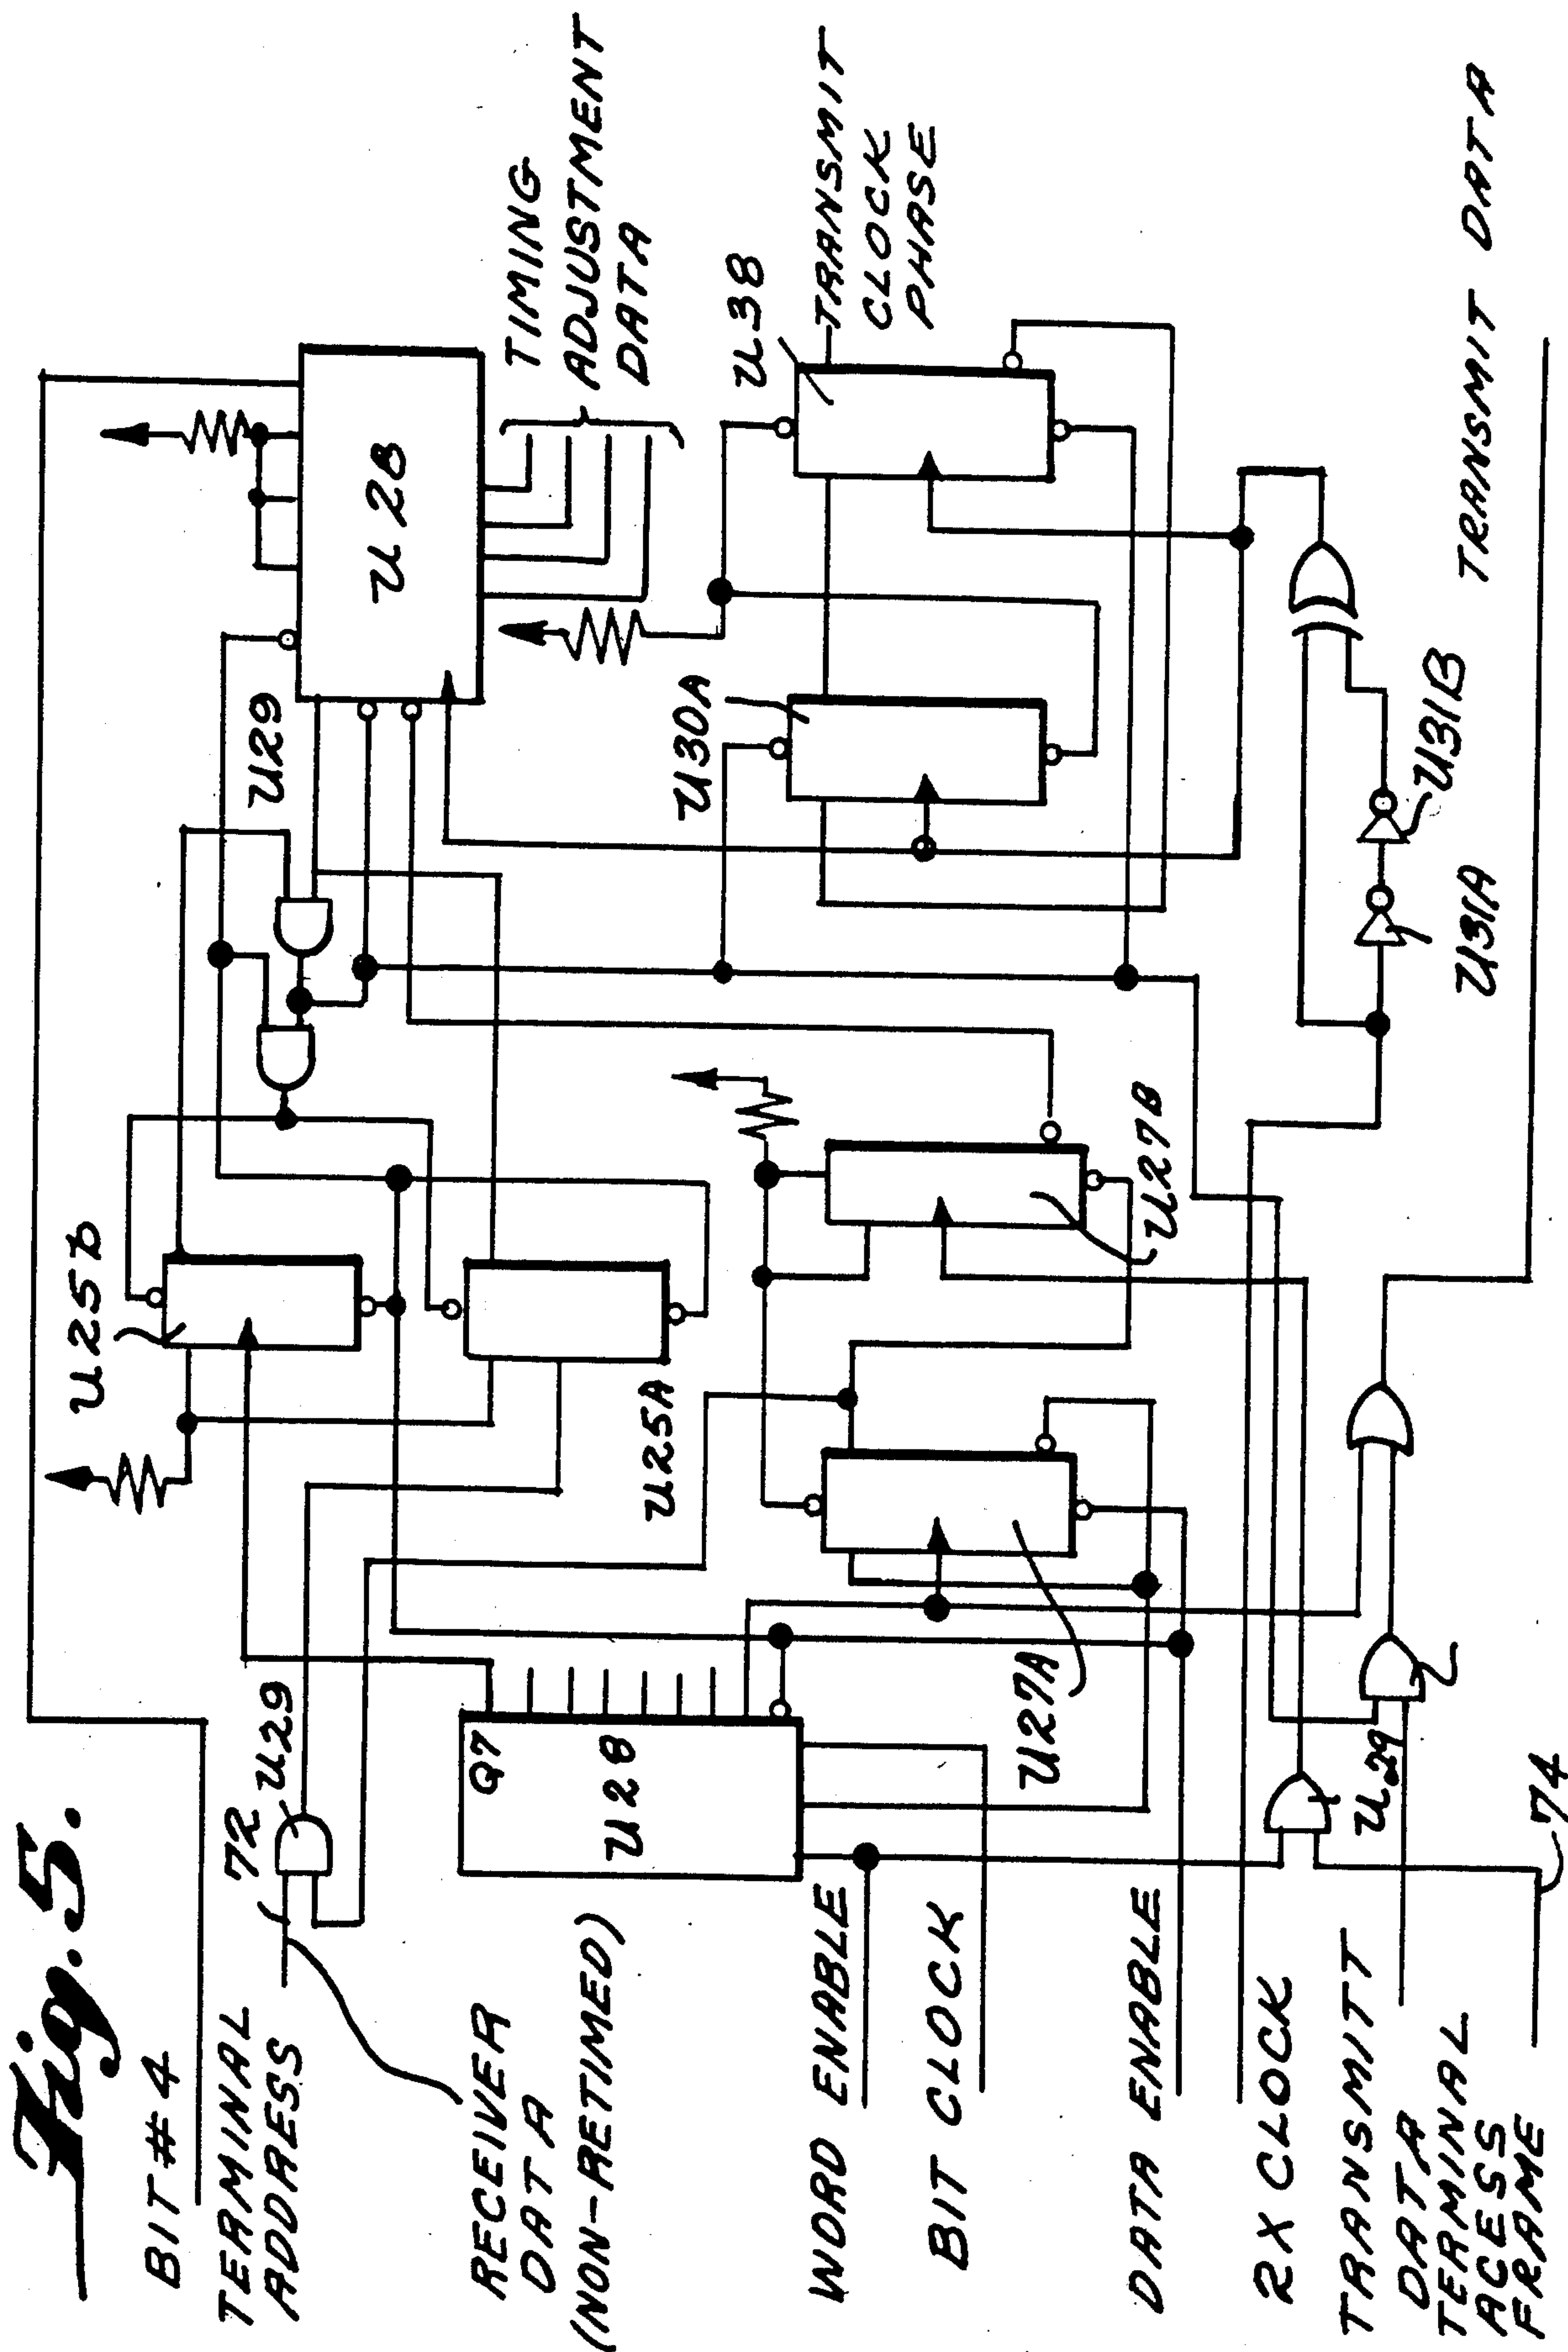 Fig. 5.
BIT #4
TERMINAL
ADDRESS
72
U29
RECEIVER
DATA
(NON-RETIMED)
U25B
U25A
U29
U28
TIMING
ADJUSTMENT
DATA
Q7
U28
U27A
U27B
U30A
U38
TRANSMIT
CLOCK
PHASE
WORD ENABLE
BIT CLOCK
DATA ENABLE
2X CLOCK
TRANSMITT
DATA
TERMINAL
ACESS
FRAME
74
U29
U31A
U31B
TRANSMIT DATA